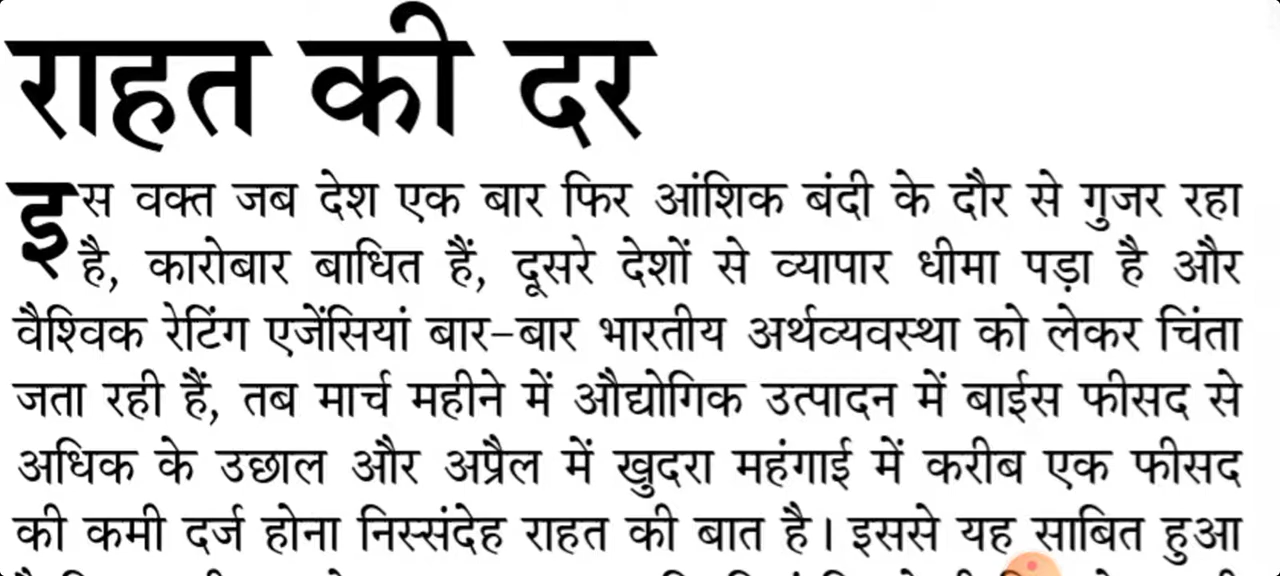 राहत की दर
इस वक्त जब देश एक बार फिर आंशिक बंदी के दौर से गुजर रहा
है, कारोबार बाधित हैं, दूसरे देशों से व्यापार धीमा पड़ा है और
वैश्विक रेटिंग एजेंसियां बार-बार भारतीय अर्थव्यवस्था को लेकर चिंता
जता रही हैं, तब मार्च महीने में औद्योगिक उत्पादन में बाईस फीसद से
अधिक के उछाल और अप्रैल में खुदरा महंगाई में करीब एक फीसद
की कमी दर्ज होना निस्संदेह राहत की बात है। इससे यह साबित हुआ